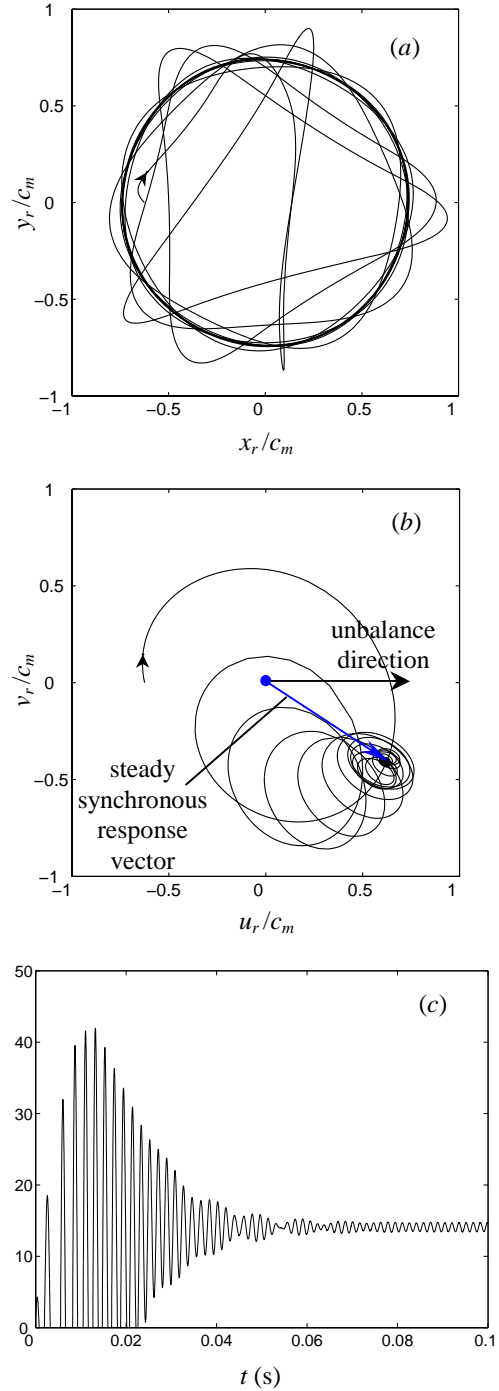 1
0.5
0
−0.5
−1
−1
−0.5
0
0.5
1
(a)
y_r/c_m
x_r/c_m
1
0.5
0
−0.5
−1
−1
−0.5
0
0.5
1
(b)
unbalance
direction
steady
synchronous
response
vector
v_r/c_m
u_r/c_m
50
40
30
20
10
0
0
0.02
0.04
0.06
0.08
0.1
(c)
t (s)